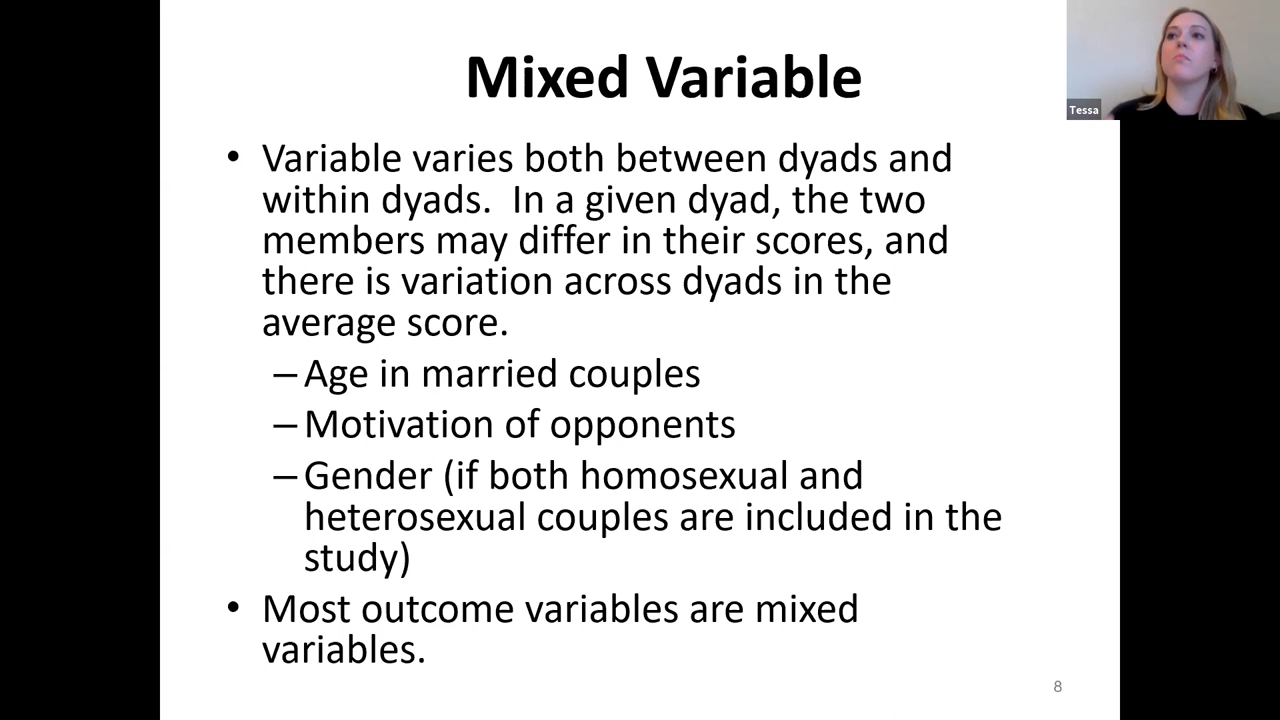 Mixed Variable
Tessa
• Variable varies both between dyads and
within dyads.  In a given dyad, the two
members may differ in their scores, and
there is variation across dyads in the
average score.
– Age in married couples
– Motivation of opponents
– Gender (if both homosexual and
heterosexual couples are included in the
study)
• Most outcome variables are mixed
variables.
8